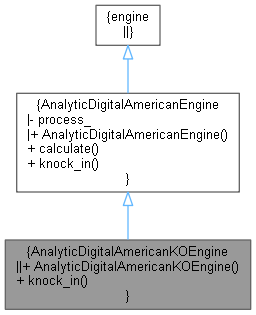 {engine
||}
{AnalyticDigitalAmericanEngine
|- process_
|+ AnalyticDigitalAmericanEngine()
+ calculate()
+ knock_in()
}
{AnalyticDigitalAmericanKOEngine
||+ AnalyticDigitalAmericanKOEngine()
+ knock_in()
}